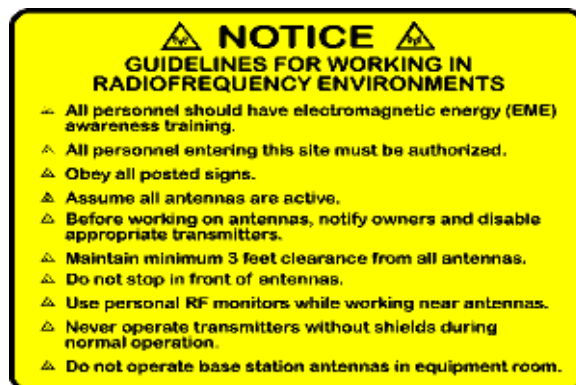 NOTICE
GUIDELINES FOR WORKING IN
RADIOFREQUENCY ENVIRONMENTS
All personnel should have electromagnetic energy (EME)
awareness training.
All personnel entering this site must be authorized.
Obey all posted signs.
Assume all antennas are active.
Before working on antennas, notify owners and disable
appropriate transmitters.
Maintain minimum 3 feet clearance from all antennas.
Do not stop in front of antennas.
Use personal RF monitors while working near antennas.
Never operate transmitters without shields during
normal operation.
Do not operate base station antennas in equipment room.